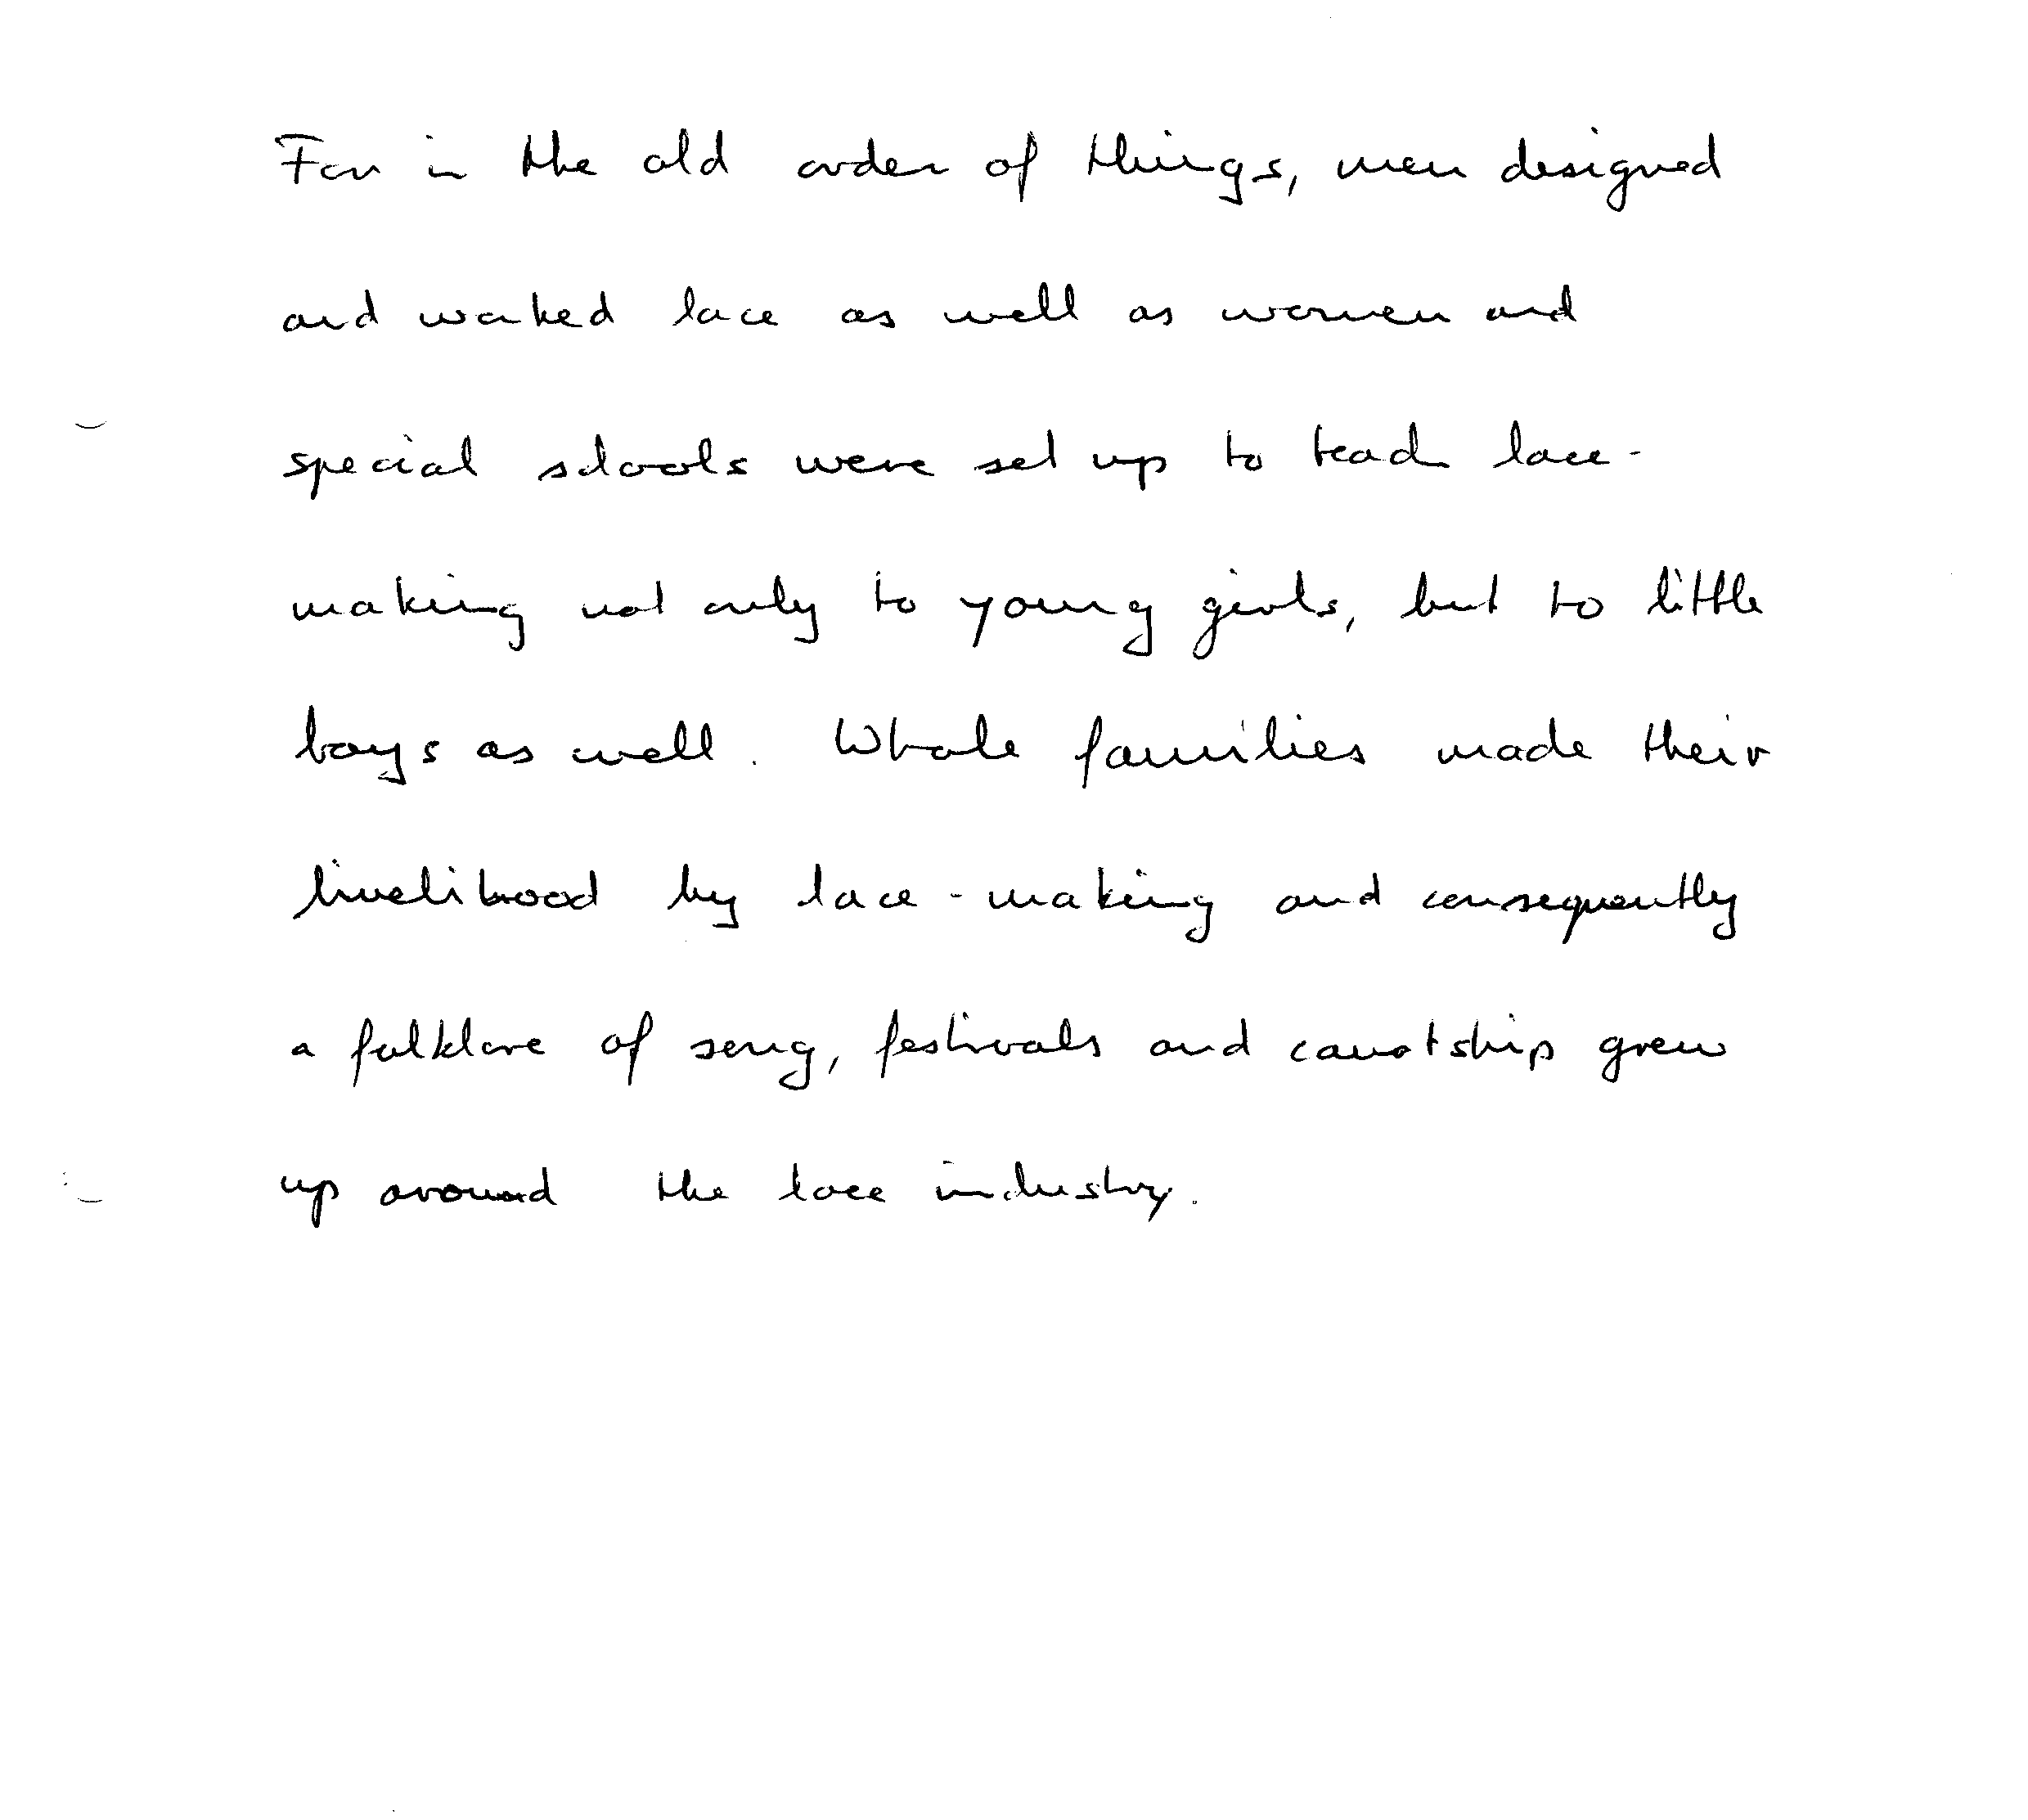 For in the old order of things, men designed
and worked lace as well as women and
special schools were set up to teach lace-
making not only to young girls, but to little
boys as well. Whole families made their
livelihood by lace-making and consequently
a folklore of song, festivals and grew
up around the lace industry.